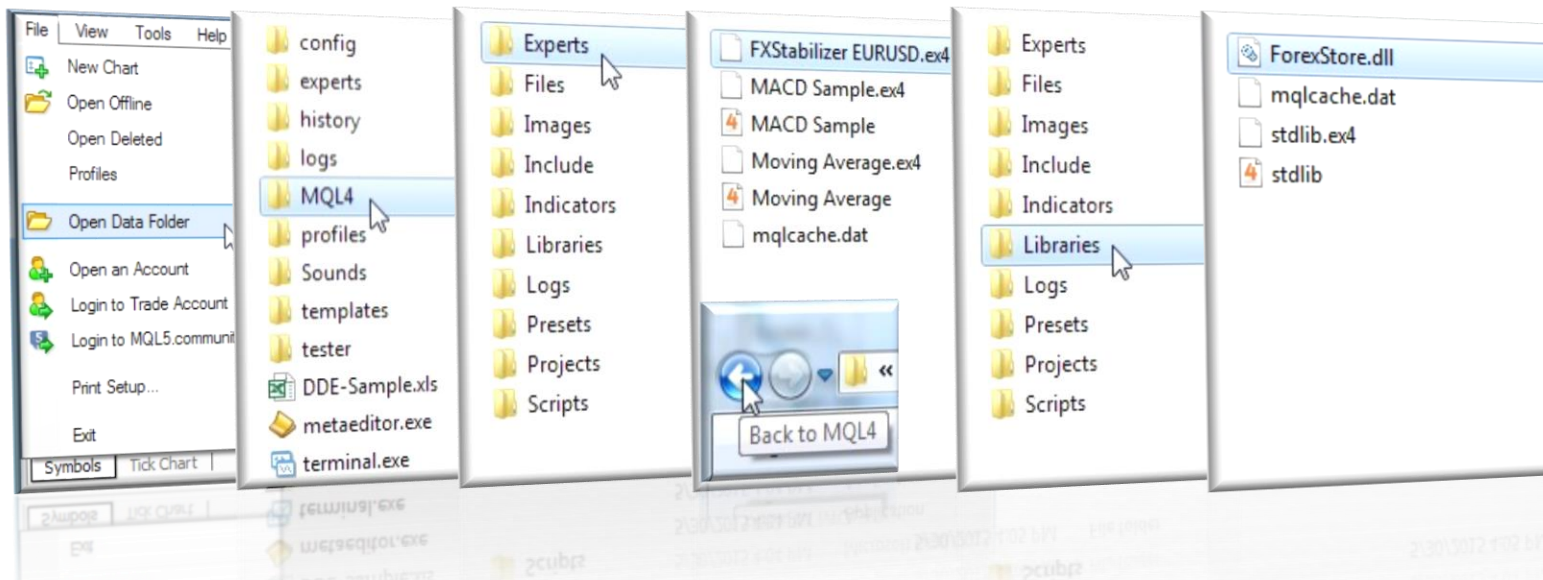 File View Tools Help
New Chart
Open Offline
Open Deleted
Profiles
Open Data Folder
Open an Account
Login to Trade Account
Login to MQL5.communit
Print Setup...
Exit
Symbols Tick Chart
config
experts
history
logs
MQL4
profiles
Sounds
templates
tester
DDE-Sample.xls
metaeditor.exe
terminal.exe
Experts
Files
Images
Include
Indicators
Libraries
Logs
Presets
Projects
Scripts
FXStabilizer EURUSD.ex4
MACD Sample.ex4
MACD Sample
Moving Average.ex4
Moving Average
mqlcache.dat
«
Back to MQL4
Experts
Files
Images
Include
Indicators
Libraries
Logs
Presets
Projects
Scripts
ForexStore.dll
mqlcache.dat
stdlib.ex4
stdlib